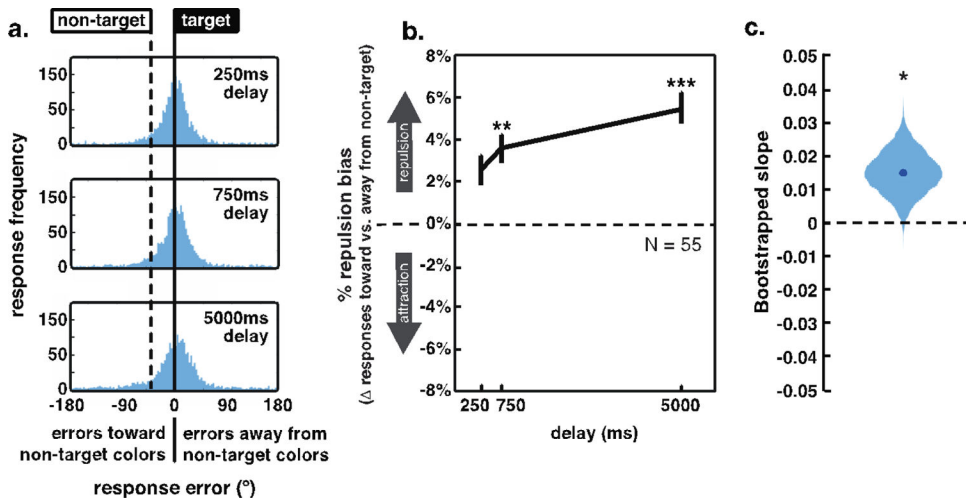 a.
non-target
target
response frequency
150
50
0
250ms
delay
150
50
0
750ms
delay
150
50
0
5000ms
delay
-180
-90
0
90
180
errors toward
non-target colors
errors away from
non-target colors
response error (°)
b.
% repulsion bias
(Δ responses toward vs. away from non-target)
repulsion
attraction
8%
6%
4%
2%
0%
-2%
-4%
-6%
-8%
**
***
N = 55
250
750
5000
delay (ms)
c.
Bootstrapped slope
0.05
0.04
0.03
0.02
0.01
0
-0.01
-0.02
-0.03
-0.04
-0.05
*